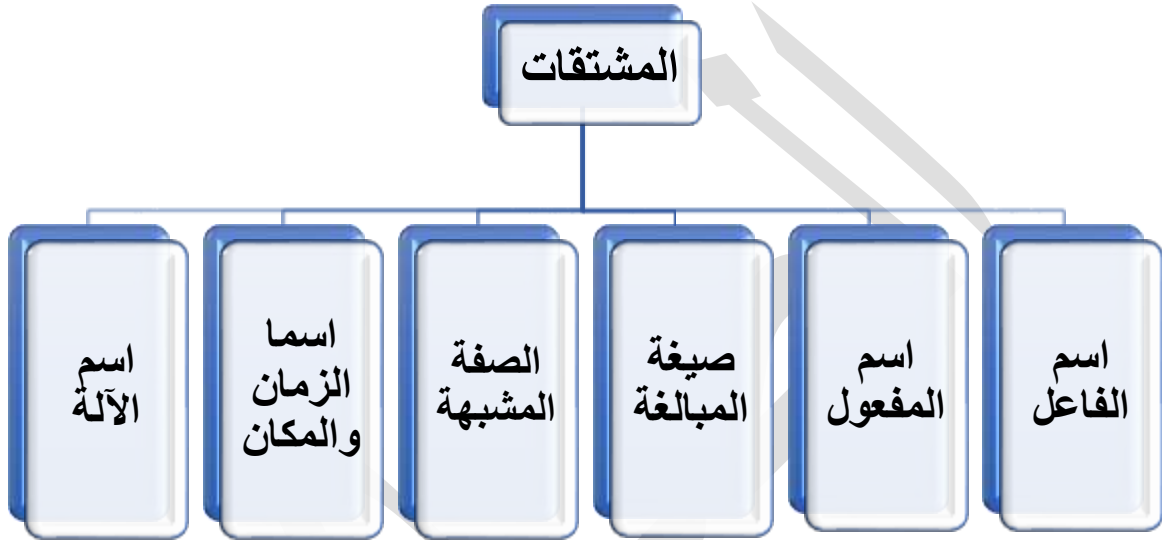 المشتقات
اسم
الفاعل
اسم
المفعول
صيغة
المبالغة
الصفة
المشبهة
اسما
الزمان
والمكان
اسم
الآلة